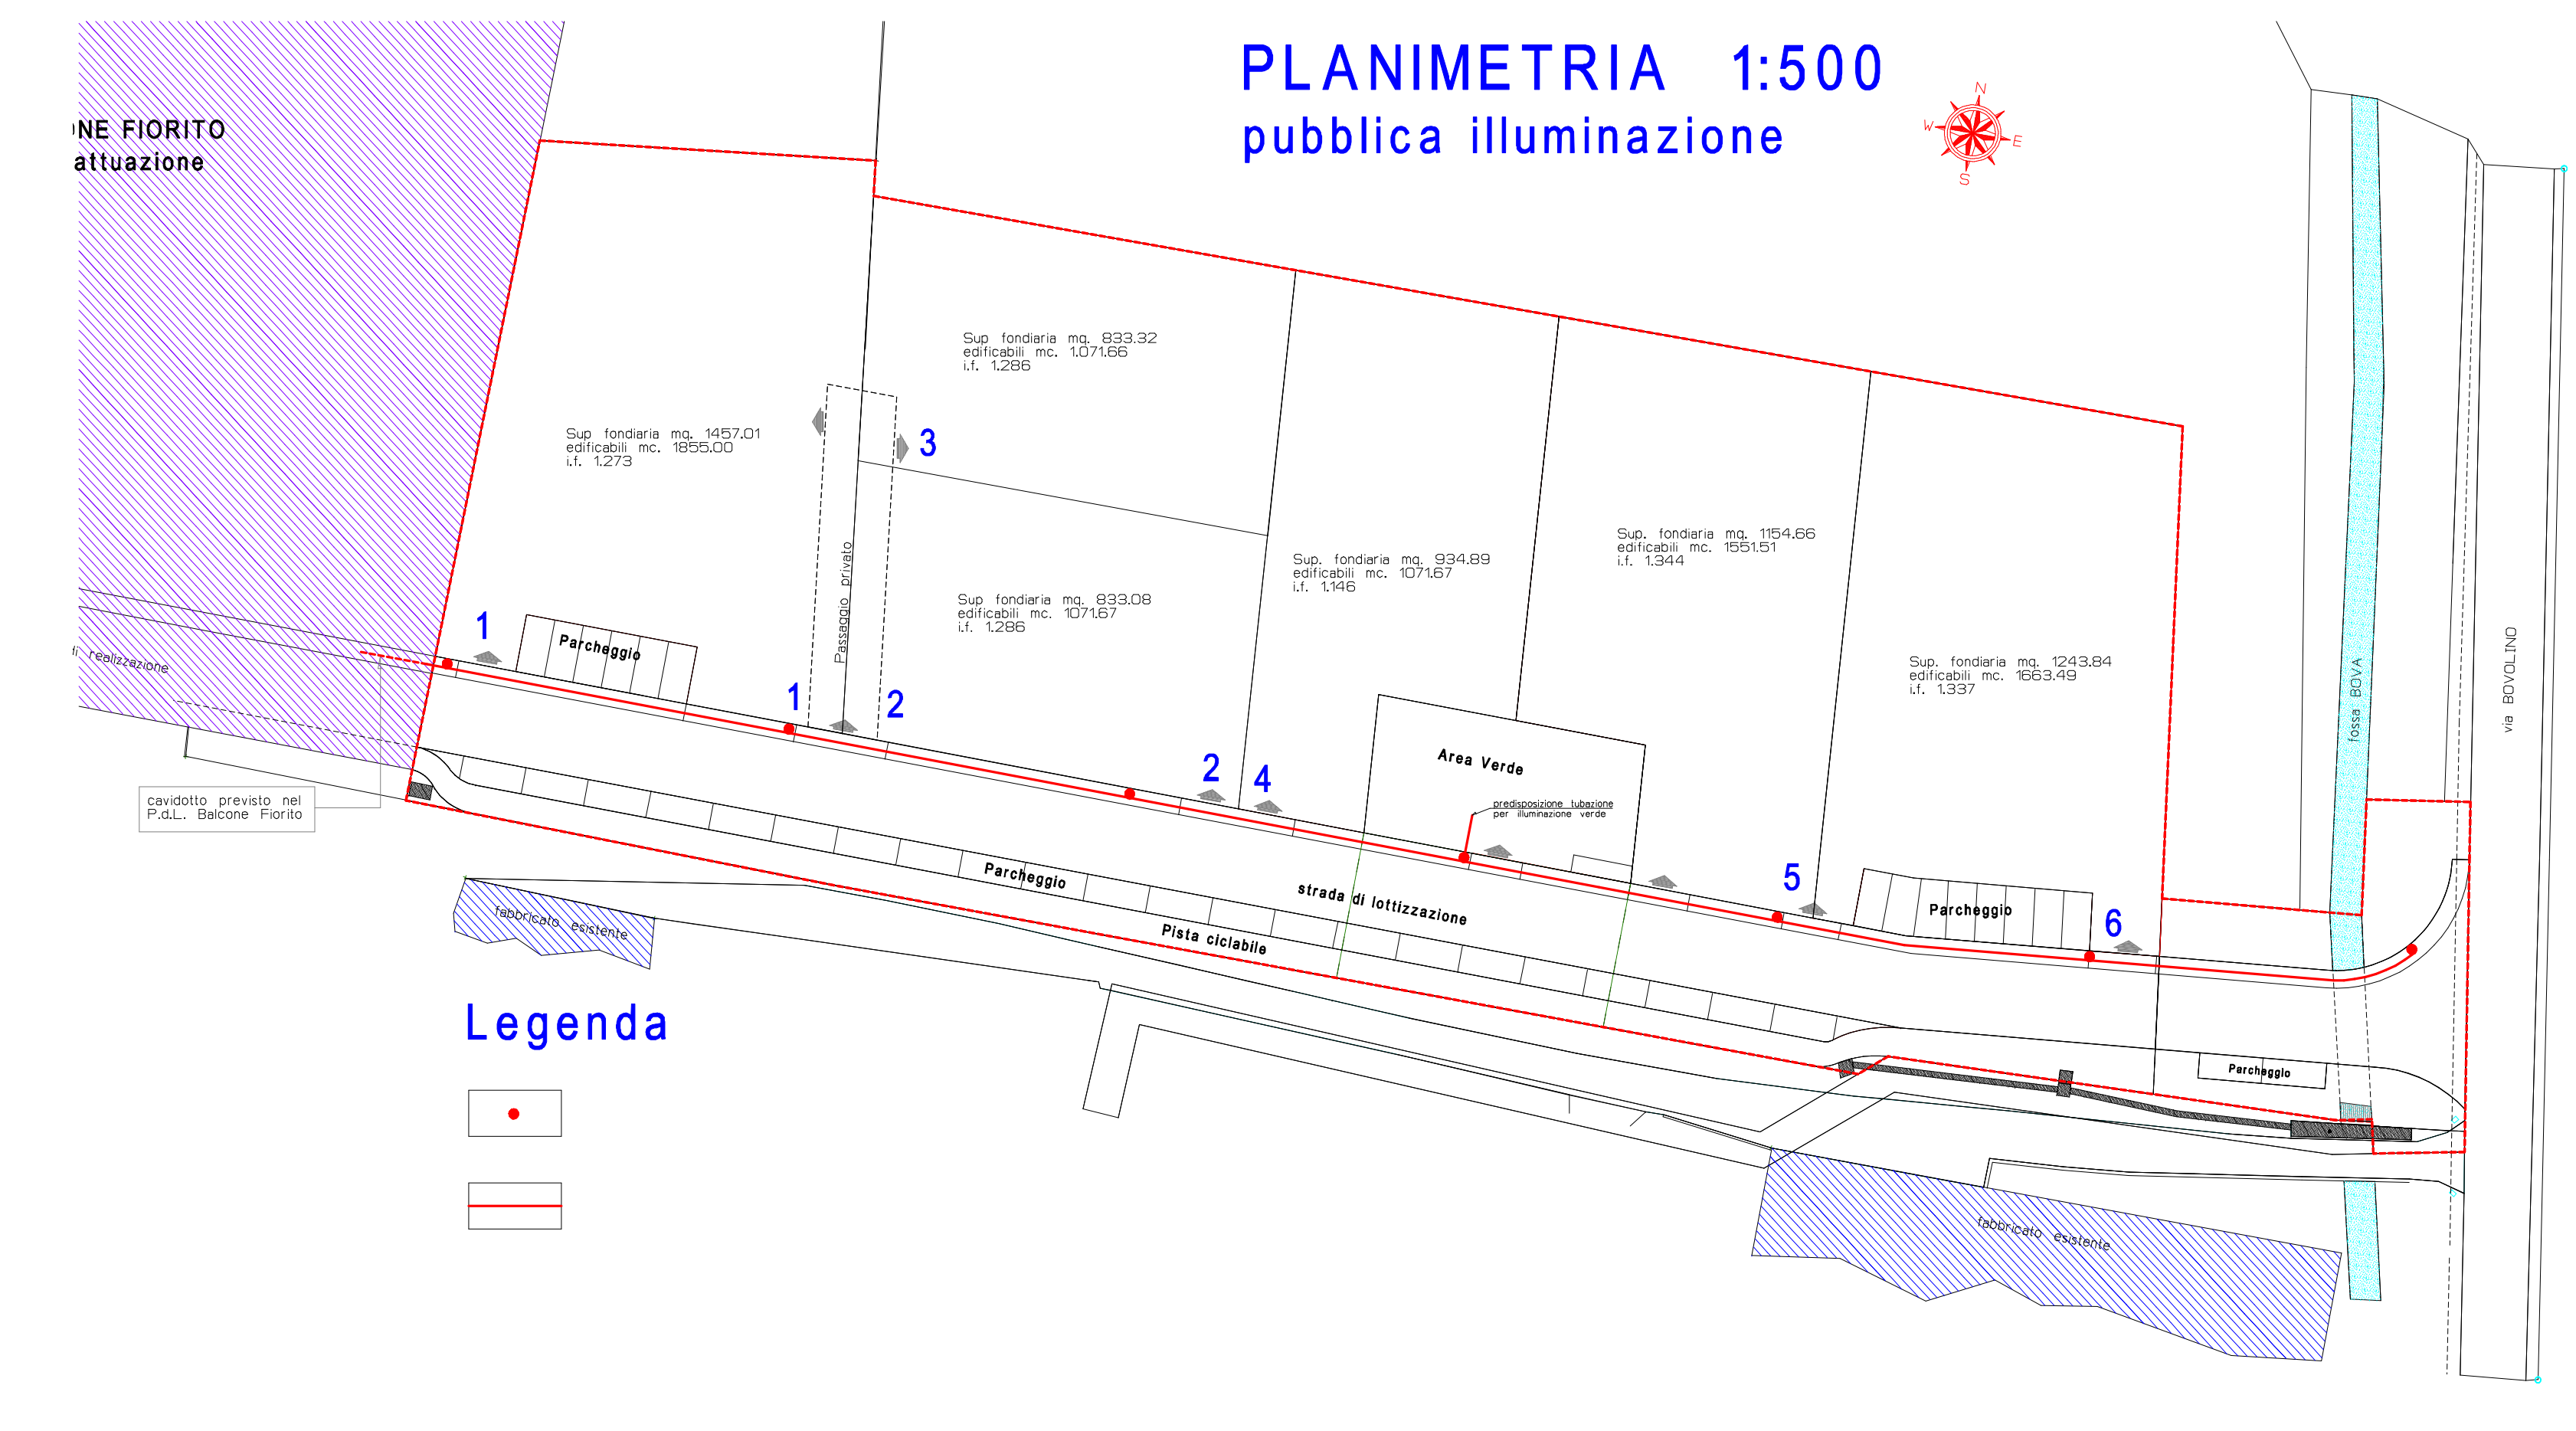 PLANIMETRIA 1:500
pubblica illuminazione
N
W
E
S
NE FIORITO
attuazione
Sup fondiaria mq. 833.32
edificabili mc. 1.071.66
i.f. 1.286
Sup fondiaria mq. 1457.01
edificabili mc. 1855.00
i.f. 1.273
3
Passaggio privato
Sup. fondiaria mq. 1154.66
edificabili mc. 1551.51
i.f. 1.344
Sup. fondiaria mq. 934.89
edificabili mc. 1071.67
i.f. 1.146
Sup fondiaria mq. 833.08
edificabili mc. 1071.67
i.f. 1.286
Sup. fondiaria mq. 1243.84
edificabili mc. 1663.49
i.f. 1.337
fossa BOVA
via BOVOLINO
di realizzazione
1
Parcheggio
1
2
2
4
Area Verde
predisposizione tubazione
per illuminazione verde
cavidotto previsto nel
P.d.L. Balcone Fiorito
5
Parcheggio
6
Parcheggio
strada di lottizzazione
Pista ciclabile
fabbricato esistente
Legenda
Parcheggio
fabbricato esistente